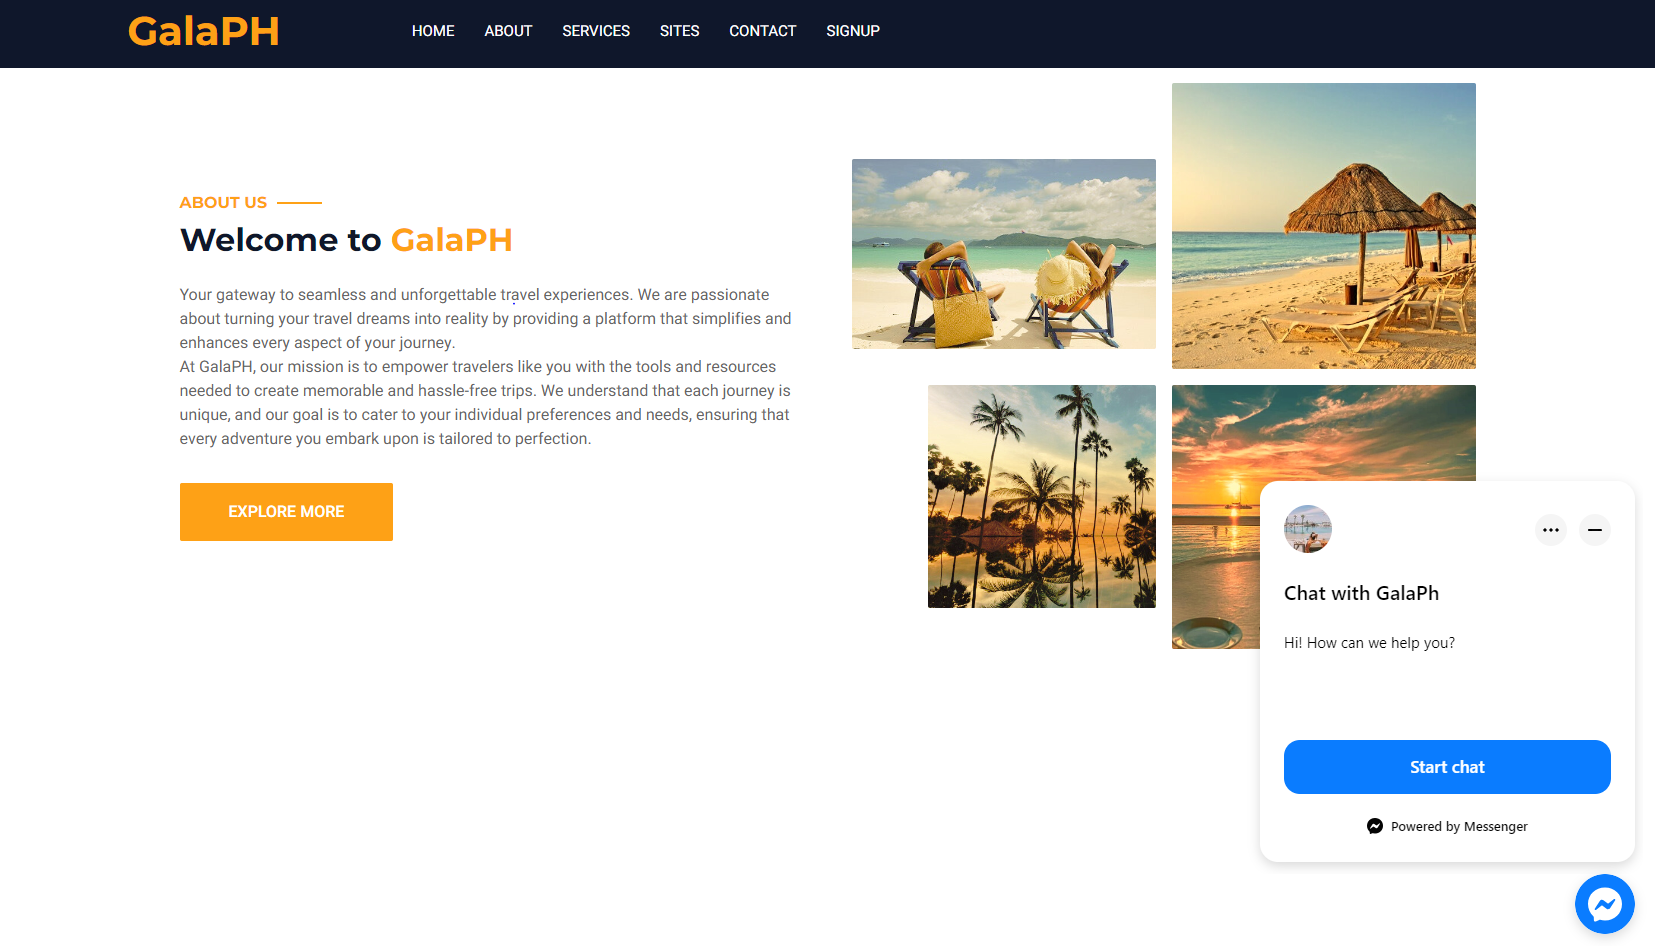 GalaPH
HOME ABOUT SERVICES SITES CONTACT SIGNUP
ABOUT US
Welcome to GalaPH
Your gateway to seamless and unforgettable travel experiences. We are passionate
about turning your travel dreams into reality by providing a platform that simplifies and
enhances every aspect of your journey.
At GalaPH, our mission is to empower travelers like you with the tools and resources
needed to create memorable and hassle-free trips. We understand that each journey is
unique, and our goal is to cater to your individual preferences and needs, ensuring that
every adventure you embark upon is tailored to perfection.
EXPLORE MORE
Chat with GalaPh
Hi! How can we help you?
Start chat
Powered by Messenger